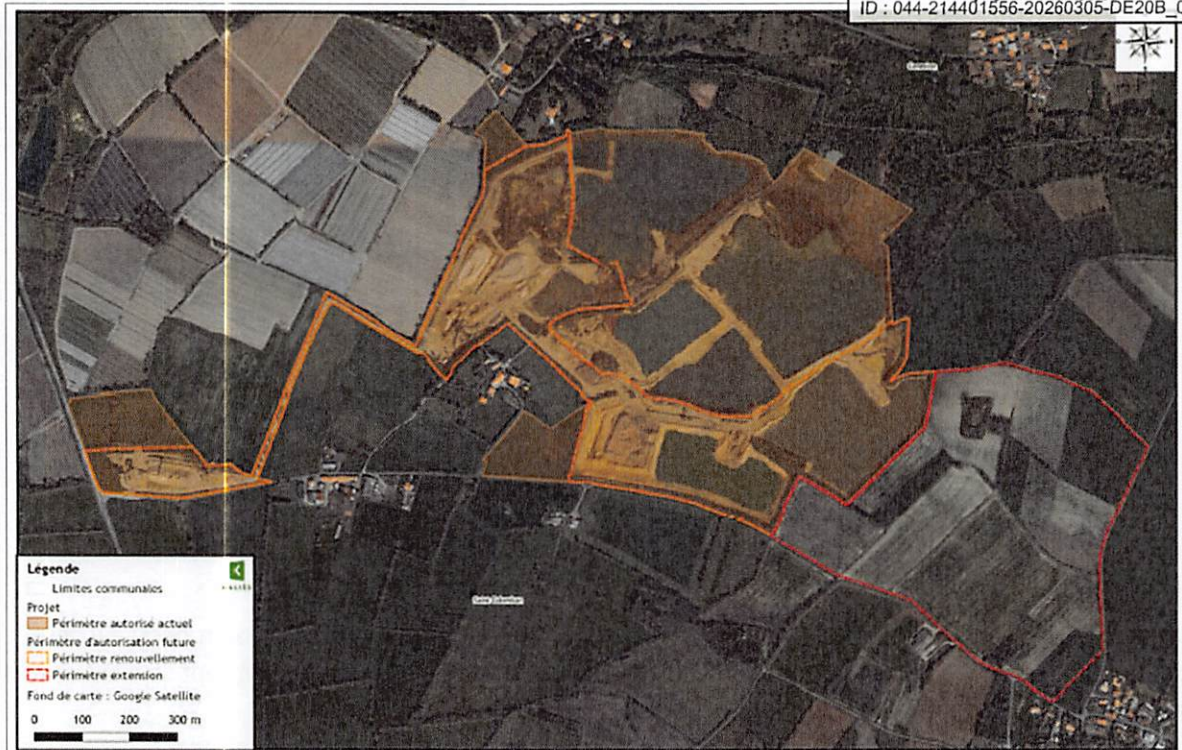 ID : 044-214401556-20260305-DE20B_0
Légende
Limites communales
Projet
Périmètre autorisé actuel
Périmètre d'autorisation future
Périmètre renouvellement
Périmètre extension
Fond de carte : Google Satellite
0 100 200 300 m